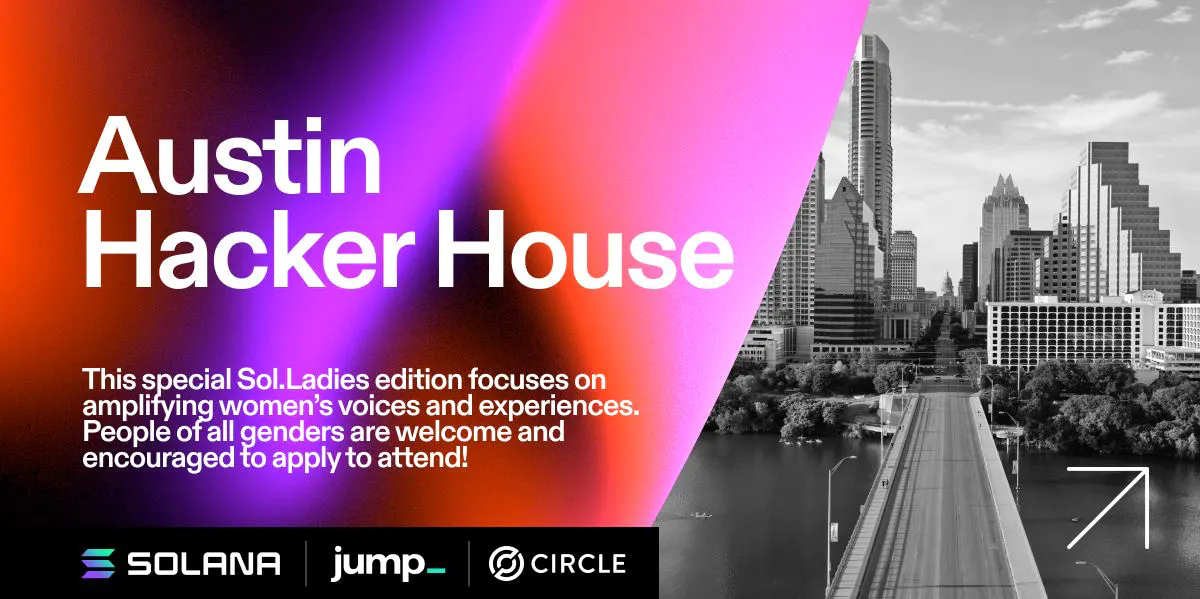 Austin
Hacker House
This special Sol.Ladies edition focuses on
amplifying women’s voices and experiences.
People of all genders are welcome and
encouraged to apply to attend!
SOLANA
jump_
CIRCLE